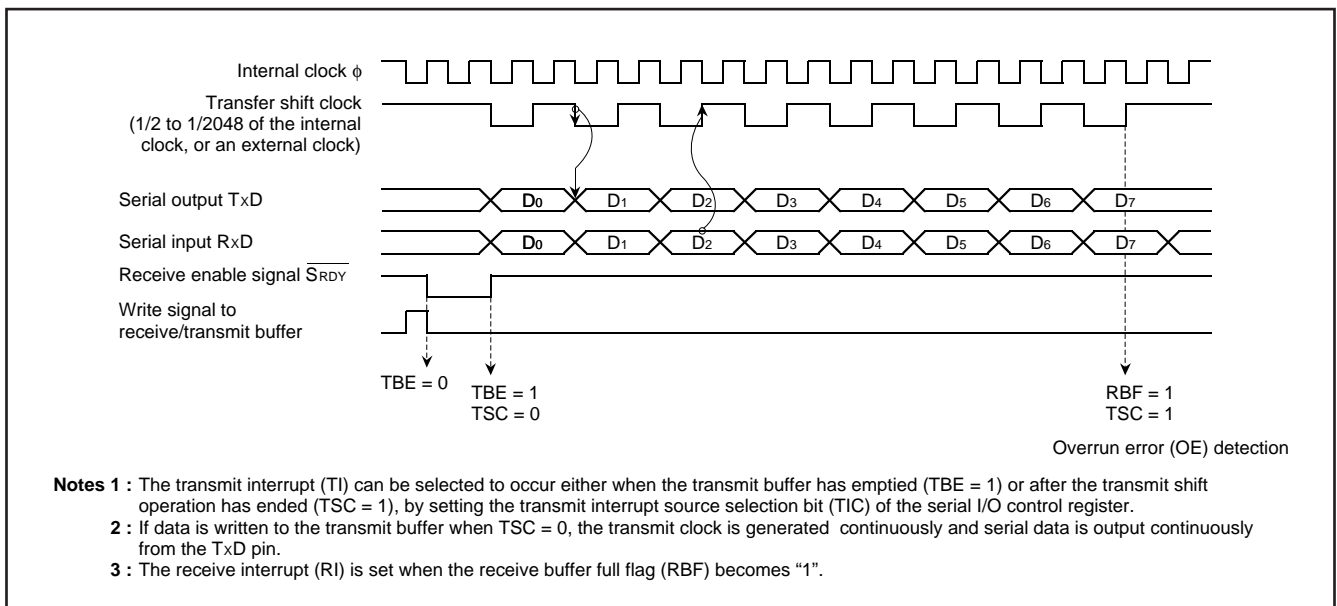 Internal clock ϕ
Transfer shift clock
(1/2 to 1/2048 of the internal
clock, or an external clock)
Serial output TxD D0 D1 D2 D3 D4 D5 D6 D7
Serial input RxD D0 D1 D2 D3 D4 D5 D6 D7
Receive enable signal S̅R̅D̅Y̅
Write signal to
receive/transmit buffer
TBE = 0
TBE = 1
TSC = 0
RBF = 1
TSC = 1
Overrun error (OE) detection
Notes 1 : The transmit interrupt (TI) can be selected to occur either when the transmit buffer has emptied (TBE = 1) or after the transmit shift
operation has ended (TSC = 1), by setting the transmit interrupt source selection bit (TIC) of the serial I/O control register.
2 : If data is written to the transmit buffer when TSC = 0, the transmit clock is generated continuously and serial data is output continuously
from the TxD pin.
3 : The receive interrupt (RI) is set when the receive buffer full flag (RBF) becomes “1”.